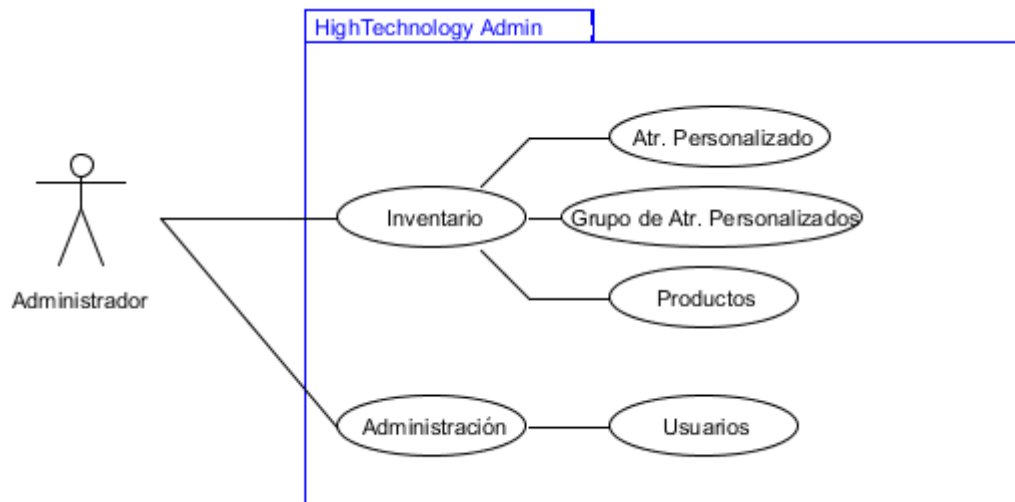 HighTechnology Admin
Atr. Personalizado
Inventario
Grupo de Atr. Personalizados
Productos
Administrador
Administración
Usuarios